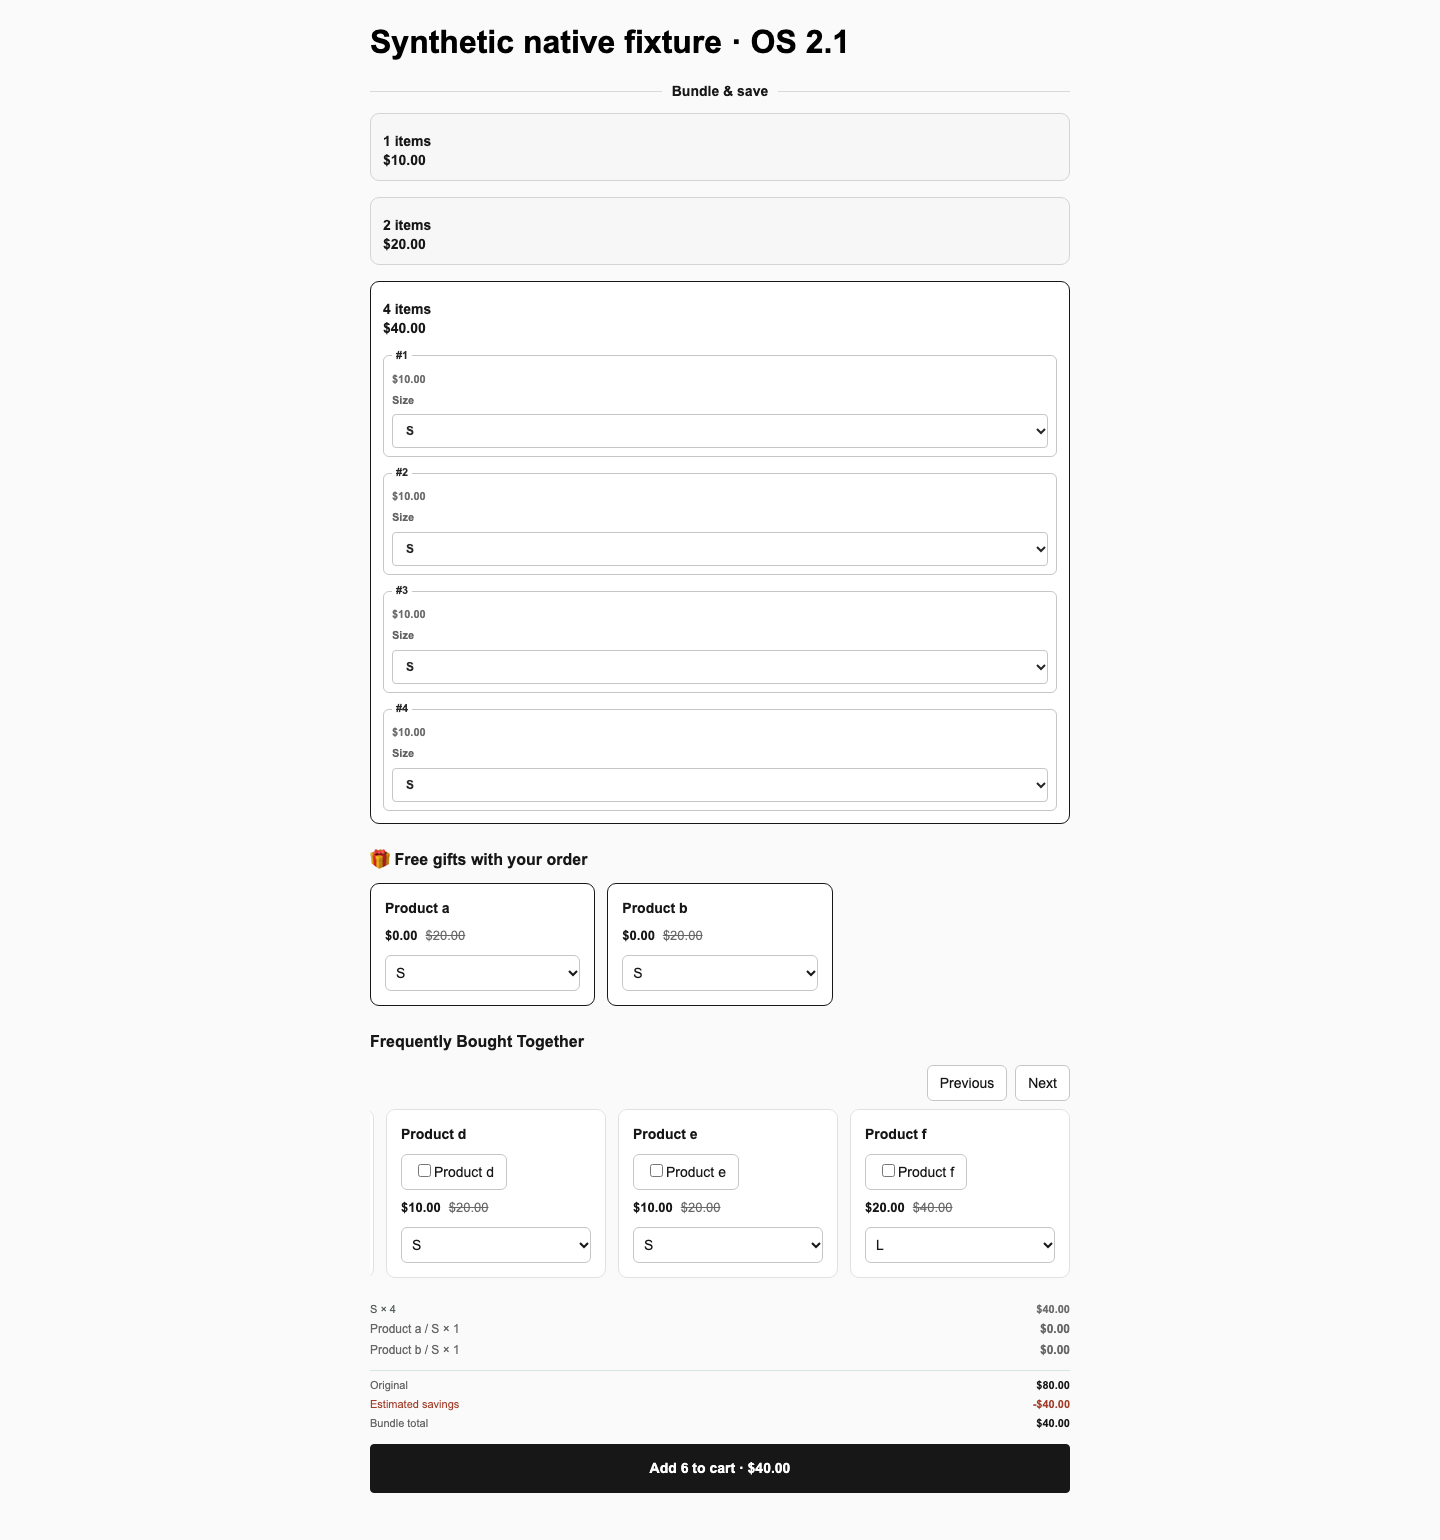 Synthetic native fixture · OS 2.1
Bundle & save
1 items
$10.00
2 items
$20.00
4 items
$40.00
#1
$10.00
Size
S
#2
$10.00
Size
S
#3
$10.00
Size
S
#4
$10.00
Size
S
🎁 Free gifts with your order
Product a
$0.00 $20.00
S
Product b
$0.00 $20.00
S
Frequently Bought Together
Previous Next
Product d
Product d
$10.00 $20.00
S
Product e
Product e
$10.00 $20.00
S
Product f
Product f
$20.00 $40.00
L
S × 4 $40.00
Product a / S × 1 $0.00
Product b / S × 1 $0.00
Original $80.00
Estimated savings -$40.00
Bundle total $40.00
Add 6 to cart · $40.00